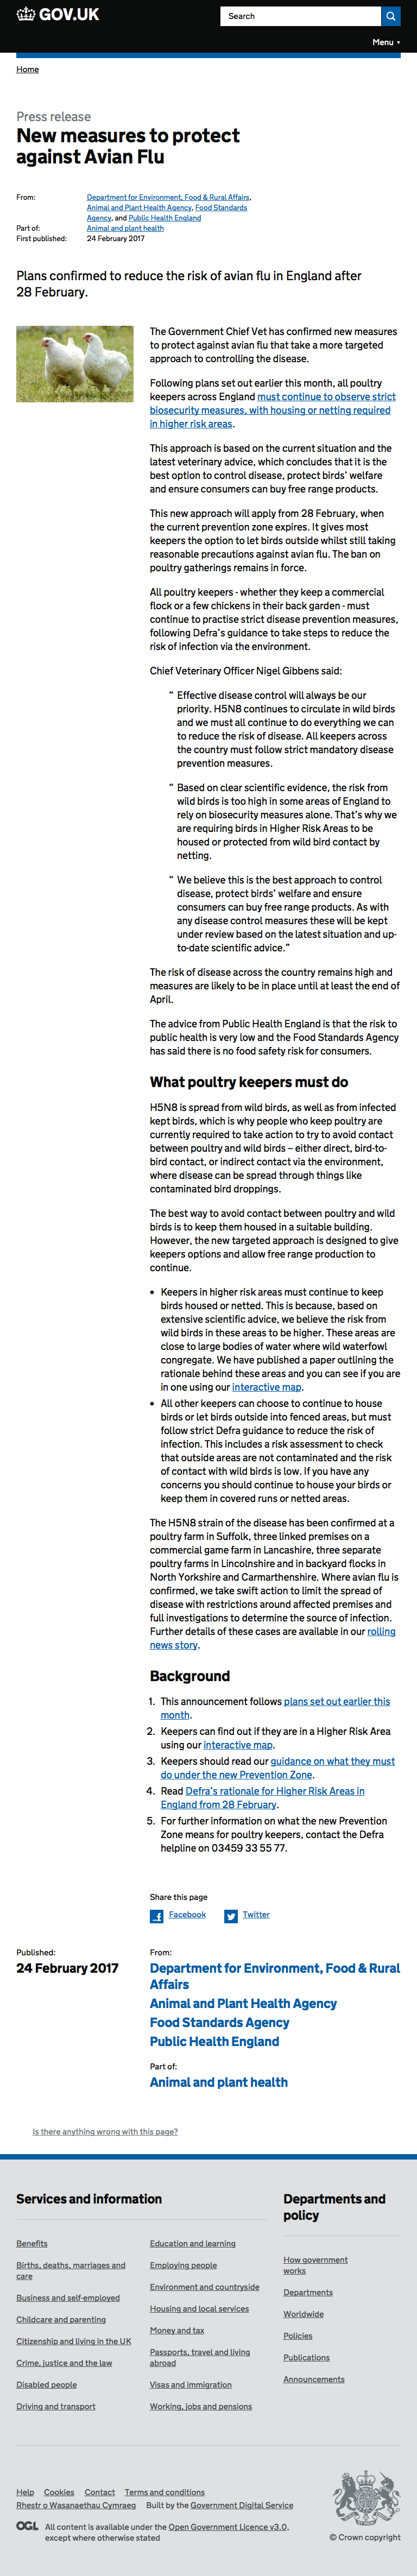 GOV.UK
Search
Menu
Home
Press release
New measures to protect
against Avian Flu
From:
Department for Environment, Food & Rural Affairs,
Animal and Plant Health Agency, Food Standards
Agency, and Public Health England
Part of:
Animal and plant health
First published:
24 February 2017
Plans confirmed to reduce the risk of avian flu in England after
28 February.
The Government Chief Vet has confirmed new measures
to protect against avian flu that take a more targeted
approach to controlling the disease.
Following plans set out earlier this month, all poultry
keepers across England must continue to observe strict
biosecurity measures, with housing or netting required
in higher risk areas.
This approach is based on the current situation and the
latest veterinary advice, which concludes that it is the
best option to control disease, protect birds' welfare
and ensure consumers can buy free range products.
This new approach will apply from 28 February, when
the current prevention zone expires. It gives most
keepers the option to let birds outside whilst still taking
reasonable precautions against avian flu. The ban on
poultry gatherings remains in force.
All poultry keepers - whether they keep a commercial
flock or a few chickens in their back garden - must
continue to practise strict disease prevention measures,
following Defra's guidance to take steps to reduce the
risk of infection via the environment.
Chief Veterinary Officer Nigel Gibbens said:
“ Effective disease control will always be our
priority. H5N8 continues to circulate in wild birds
and we must all continue to do everything we can
to reduce the risk of disease. All keepers across
the country must follow strict mandatory disease
prevention measures.
“ Based on clear scientific evidence, the risk from
wild birds is too high in some areas of England to
rely on biosecurity measures alone. That's why we
are requiring birds in Higher Risk Areas to be
housed or protected from wild bird contact by
netting.
“ We believe this is the best approach to control
disease, protect birds' welfare and ensure
consumers can buy free range products. As with
any disease control measures these will be kept
under review based on the latest situation and up-
to-date scientific advice.”
The risk of disease across the country remains high and
measures are likely to be in place until at least the end of
April.
The advice from Public Health England is that the risk to
public health is very low and the Food Standards Agency
has said there is no food safety risk for consumers.
What poultry keepers must do
H5N8 is spread from wild birds, as well as from infected
kept birds, which is why people who keep poultry are
currently required to take action to try to avoid contact
between poultry and wild birds – either direct, bird-to-
bird contact, or indirect contact via the environment,
where disease can be spread through things like
contaminated bird droppings.
The best way to avoid contact between poultry and wild
birds is to keep them housed in a suitable building.
However, the new targeted approach is designed to give
keepers options and allow free range production to
continue.
• Keepers in higher risk areas must continue to keep
birds housed or netted. This is because, based on
extensive scientific advice, we believe the risk from
wild birds in these areas to be higher. These areas are
close to large bodies of water where wild waterfowl
congregate. We have published a paper outlining the
rationale behind these areas and you can see if you are
in one using our interactive map.
• All other keepers can choose to continue to house
birds or let birds outside into fenced areas, but must
follow strict Defra guidance to reduce the risk of
infection. This includes a risk assessment to check
that outside areas are not contaminated and the risk
of contact with wild birds is low. If you have any
concerns you should continue to house your birds or
keep them in covered runs or netted areas.
The H5N8 strain of the disease has been confirmed at a
poultry farm in Suffolk, three linked premises on a
commercial game farm in Lancashire, three separate
poultry farms in Lincolnshire and in backyard flocks in
North Yorkshire and Carmarthenshire. Where avian flu is
confirmed, we take swift action to limit the spread of
disease with restrictions around affected premises and
full investigations to determine the source of infection.
Further details of these cases are available in our rolling
news story.
Background
1. This announcement follows plans set out earlier this
month.
2. Keepers can find out if they are in a Higher Risk Area
using our interactive map.
3. Keepers should read our guidance on what they must
do under the new Prevention Zone.
4. Read Defra's rationale for Higher Risk Areas in
England from 28 February.
5. For further information on what the new Prevention
Zone means for poultry keepers, contact the Defra
helpline on 03459 33 55 77.
Share this page
Facebook
Twitter
Published:
24 February 2017
From:
Department for Environment, Food & Rural
Affairs
Animal and Plant Health Agency
Food Standards Agency
Public Health England
Part of:
Animal and plant health
Is there anything wrong with this page?
Services and information
Benefits
Births, deaths, marriages and
care
Business and self-employed
Childcare and parenting
Citizenship and living in the UK
Crime, justice and the law
Disabled people
Driving and transport
Education and learning
Employing people
Environment and countryside
Housing and local services
Money and tax
Passports, travel and living
abroad
Visas and immigration
Working, jobs and pensions
Departments and
policy
How government
works
Departments
Worldwide
Policies
Publications
Announcements
Help Cookies Contact Terms and conditions
Rhestr o Wasanaethau Cymraeg Built by the Government Digital Service
OGL All content is available under the Open Government Licence v3.0,
except where otherwise stated
© Crown copyright